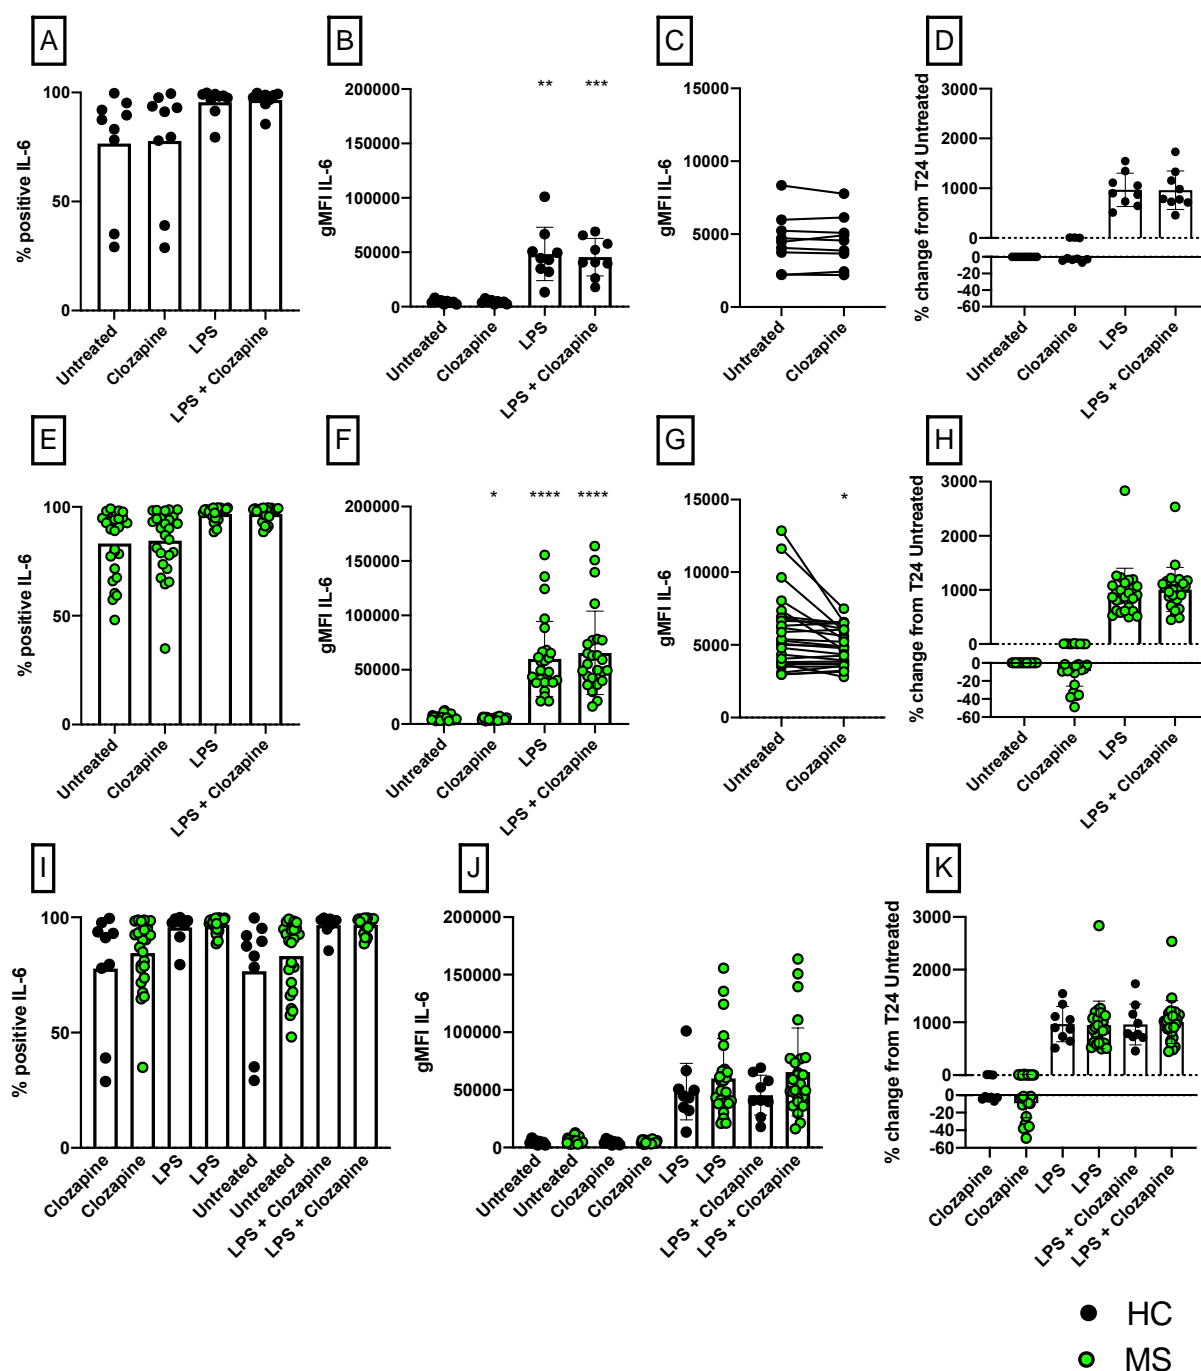 A
% positive IL-6
100
50
0
Untreated
Clozapine
LPS
LPS + Clozapine
B
gMFI IL-6
200000
150000
100000
50000
0
**
***
Untreated
Clozapine
LPS
LPS + Clozapine
C
gMFI IL-6
15000
10000
5000
0
Untreated
Clozapine
D
% change from T24 Untreated
3000
2000
1000
0
0
-20
-40
-60
Untreated
Clozapine
LPS
LPS + Clozapine
E
% positive IL-6
100
50
0
Untreated
Clozapine
LPS
LPS + Clozapine
F
gMFI IL-6
200000
150000
100000
50000
0
*
****
****
Untreated
Clozapine
LPS
LPS + Clozapine
G
gMFI IL-6
15000
10000
5000
0
*
Untreated
Clozapine
H
% change from T24 Untreated
3000
2000
1000
0
0
-20
-40
-60
Untreated
Clozapine
LPS
LPS + Clozapine
I
% positive IL-6
100
50
0
Clozapine
Clozapine
LPS
LPS
Untreated
Untreated
LPS + Clozapine
LPS + Clozapine
J
gMFI IL-6
200000
150000
100000
50000
0
Untreated
Untreated
Clozapine
Clozapine
LPS
LPS
LPS + Clozapine
LPS + Clozapine
K
% change from T24 Untreated
3000
2000
1000
0
0
-20
-40
-60
Clozapine
Clozapine
LPS
LPS
LPS + Clozapine
LPS + Clozapine
HC
MS